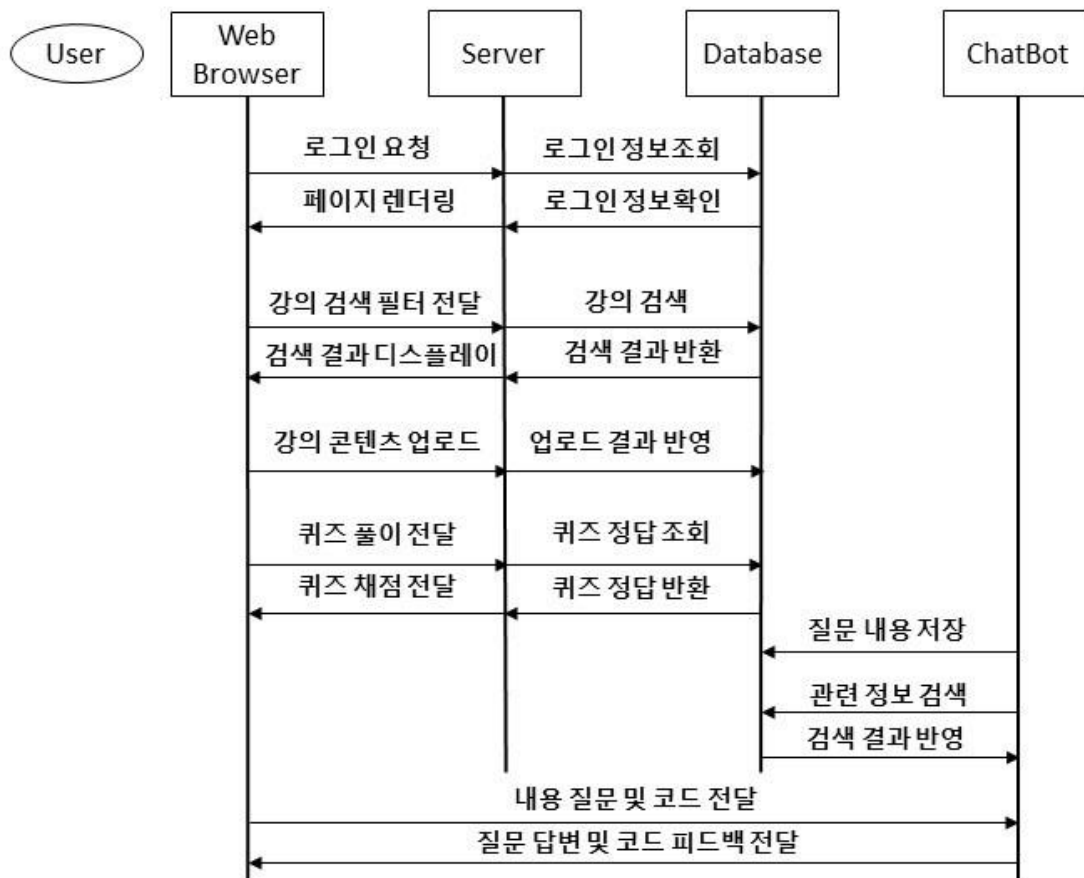 User
Web
Browser
Server
Database
ChatBot
로그인 요청
로그인 정보조회
페이지 렌더링
로그인 정보확인
강의 검색 필터 전달
강의 검색
검색 결과 디스플레이
검색 결과 반환
강의 콘텐츠 업로드
업로드 결과 반영
퀴즈 풀이 전달
퀴즈 정답 조회
퀴즈 채점 전달
퀴즈 정답 반환
질문 내용 저장
관련 정보 검색
검색 결과 반영
내용 질문 및 코드 전달
질문 답변 및 코드 피드백 전달